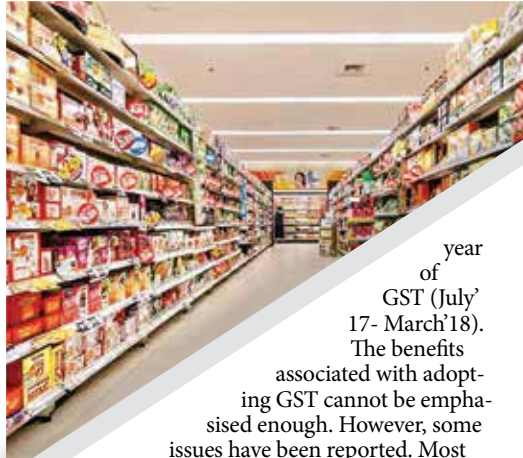 year
of
GST (July’
17- March’18).
The benefits
associated with adopt-
ing GST cannot be empha-
sised enough. However, some
issues have been reported. Most